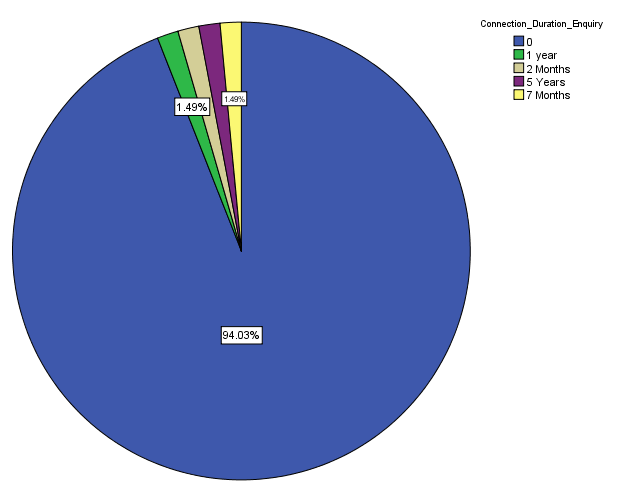 Connection_Duration_Enquiry
0
1 year
2 Months
5 Years
7 Months
1.49%
1.49%
94.03%